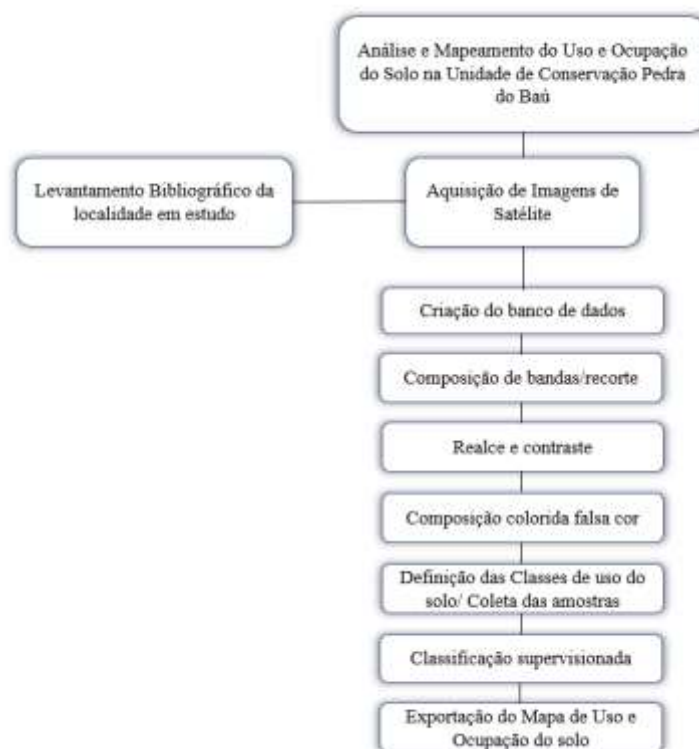 Análise e Mapeamento do Uso e Ocupação
do Solo na Unidade de Conservação Pedra
do Baú
Levantamento Bibliográfico da
localidade em estudo
Aquisição de Imagens de
Satélite
Criação do banco de dados
Composição de bandas/recorte
Realce e contraste
Composição colorida falsa cor
Definição das Classes de uso do
solo/ Coleta das amostras
Classificação supervisionada
Exportação do Mapa de Uso e
Ocupação do solo